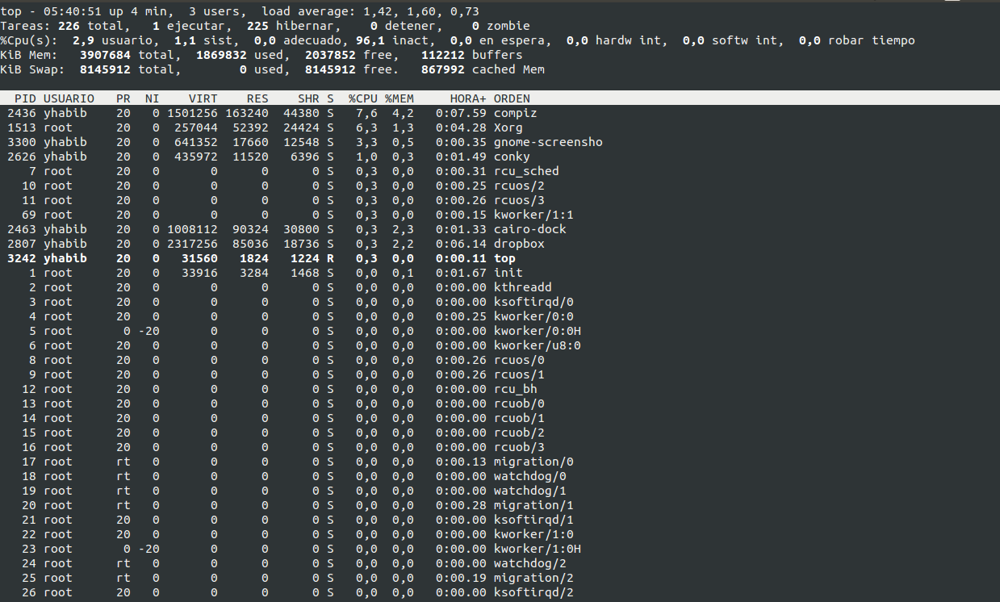 top - 05:40:51 up 4 min,  3 users,  load average: 1,42, 1,60, 0,73
Tareas: 226 total,   1 ejecutar, 225 hibernar,   0 detener,   0 zombie
%Cpu(s):  2,9 usuario,  1,1 sist,  0,0 adecuado, 96,1 inact,  0,0 en espera,  0,0 hardw int,  0,0 softw int,  0,0 robar tiempo
KiB Mem:   3907684 total,  1869832 used,  2037852 free,   112212 buffers
KiB Swap:  8145912 total,        0 used,  8145912 free.   867992 cached Mem
PID USUARIO   PR  NI    VIRT    RES    SHR S  %CPU %MEM     HORA+ ORDEN
2436 yhabib    20   0 1501256 163240  44380 S   7,6  4,2   0:07.59 compiz
1513 root      20   0  257044  52392  24424 S   6,3  1,3   0:04.28 Xorg
3300 yhabib    20   0  641352  17660  12548 S   3,3  0,5   0:00.35 gnome-screensho
2626 yhabib    20   0  435972  11520   6396 S   1,0  0,3   0:01.49 conky
7 root      20   0       0      0      0 S   0,3  0,0   0:00.31 rcu_sched
10 root      20   0       0      0      0 S   0,3  0,0   0:00.25 rcuos/2
11 root      20   0       0      0      0 S   0,3  0,0   0:00.26 rcuos/3
69 root      20   0       0      0      0 S   0,3  0,0   0:00.15 kworker/1:1
2463 yhabib    20   0 1008112  90324  30800 S   0,3  2,3   0:01.33 cairo-dock
2807 yhabib    20   0 2317256  85036  18736 S   0,3  2,2   0:06.14 dropbox
3242 yhabib    20   0   31560   1824   1224 R   0,3  0,0   0:00.11 top
1 root      20   0   33916   3284   1468 S   0,0  0,1   0:01.67 init
2 root      20   0       0      0      0 S   0,0  0,0   0:00.00 kthreadd
3 root      20   0       0      0      0 S   0,0  0,0   0:00.00 ksoftirqd/0
4 root      20   0       0      0      0 S   0,0  0,0   0:00.25 kworker/0:0
5 root       0 -20       0      0      0 S   0,0  0,0   0:00.00 kworker/0:0H
6 root      20   0       0      0      0 S   0,0  0,0   0:00.00 kworker/u8:0
8 root      20   0       0      0      0 S   0,0  0,0   0:00.26 rcuos/0
9 root      20   0       0      0      0 S   0,0  0,0   0:00.26 rcuos/1
12 root      20   0       0      0      0 S   0,0  0,0   0:00.00 rcu_bh
13 root      20   0       0      0      0 S   0,0  0,0   0:00.00 rcuob/0
14 root      20   0       0      0      0 S   0,0  0,0   0:00.00 rcuob/1
15 root      20   0       0      0      0 S   0,0  0,0   0:00.00 rcuob/2
16 root      20   0       0      0      0 S   0,0  0,0   0:00.00 rcuob/3
17 root      rt   0       0      0      0 S   0,0  0,0   0:00.13 migration/0
18 root      rt   0       0      0      0 S   0,0  0,0   0:00.00 watchdog/0
19 root      rt   0       0      0      0 S   0,0  0,0   0:00.00 watchdog/1
20 root      rt   0       0      0      0 S   0,0  0,0   0:00.28 migration/1
21 root      20   0       0      0      0 S   0,0  0,0   0:00.00 ksoftirqd/1
22 root      20   0       0      0      0 S   0,0  0,0   0:00.00 kworker/1:0
23 root       0 -20       0      0      0 S   0,0  0,0   0:00.00 kworker/1:0H
24 root      rt   0       0      0      0 S   0,0  0,0   0:00.00 watchdog/2
25 root      rt   0       0      0      0 S   0,0  0,0   0:00.19 migration/2
26 root      20   0       0      0      0 S   0,0  0,0   0:00.00 ksoftirqd/2